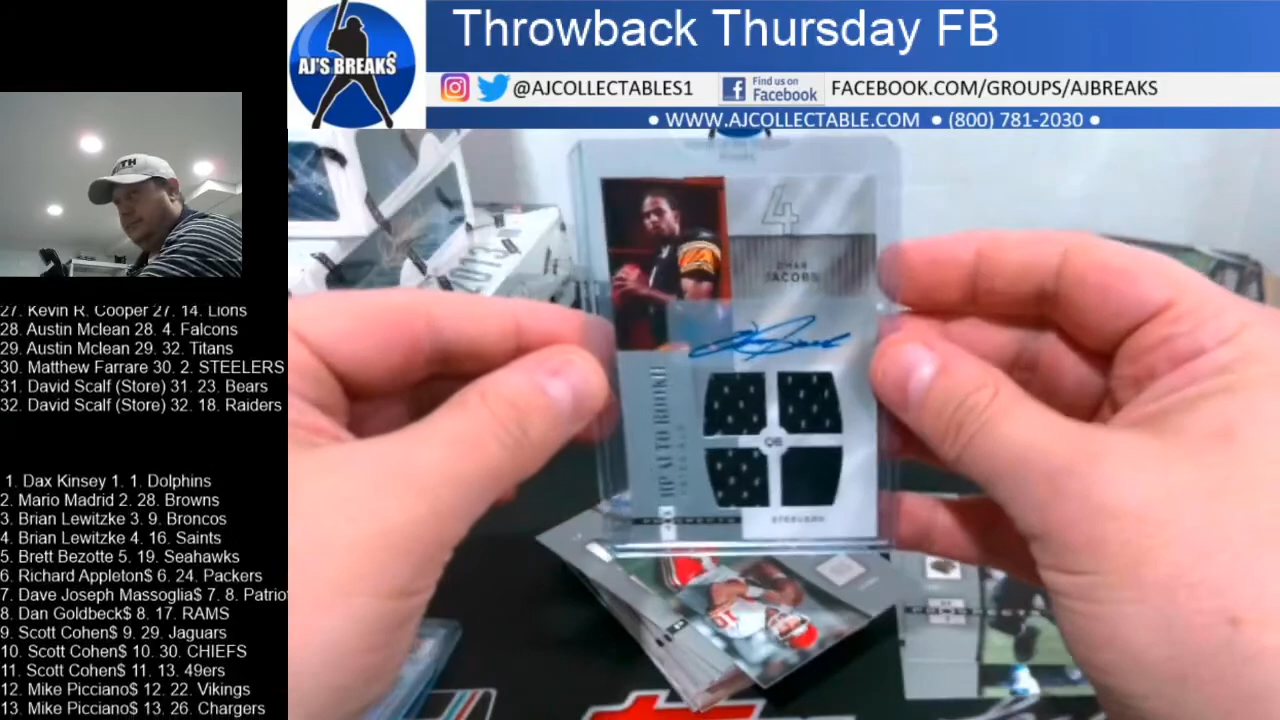 Throwback Thursday FB
AJ'S BREAKS
@AJCOLLECTABLES1
Find us on
Facebook
FACEBOOK.COM/GROUPS/AJBREAKS
• WWW.AJCOLLECTABLE.COM • (800) 781-2030 •
27. Kevin R. Cooper 27. 14. Lions
28. Austin Mclean 28. 4. Falcons
29. Austin Mclean 29. 32. Titans
30. Matthew Farrare 30. 2. STEELERS
31. David Scalf (Store) 31. 23. Bears
32. David Scalf (Store) 32. 18. Raiders
1. Dax Kinsey 1. 1. Dolphins
2. Mario Madrid 2. 28. Browns
3. Brian Lewitzke 3. 9. Broncos
4. Brian Lewitzke 4. 16. Saints
5. Brett Bezotte 5. 19. Seahawks
6. Richard Appleton$ 6. 24. Packers
7. Dave Joseph Massoglia$ 7. 8. Patrio
8. Dan Goldbeck$ 8. 17. RAMS
9. Scott Cohen$ 9. 29. Jaguars
10. Scott Cohen$ 10. 30. CHIEFS
11. Scott Cohen$ 11. 13. 49ers
12. Mike Picciano$ 12. 22. Vikings
13. Mike Picciano$ 13. 26. Chargers
4
OMAR
JACOBS
QB
STEELERS